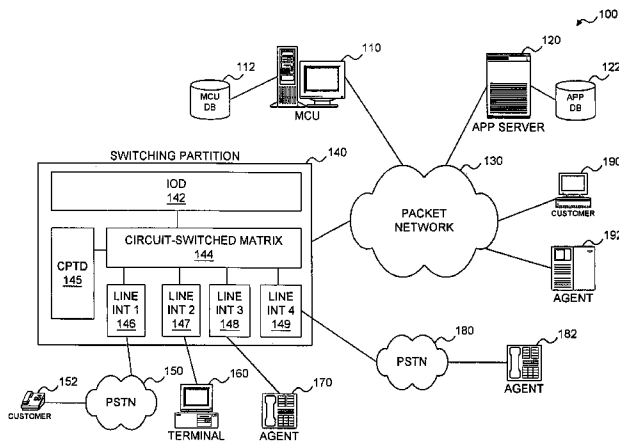 100
120
110
112
122
MCU
DB
APP
DB
MCU
APP SERVER
SWITCHING PARTITION
140
130
190
IOD
142
PACKET
NETWORK
CUSTOMER
CIRCUIT-SWITCHED MATRIX
144
CPTD
145
192
LINE
INT 1
146
LINE
INT 2
147
LINE
INT 3
148
LINE
INT 4
149
AGENT
180
182
152
150
160
170
PSTN
PSTN
AGENT
CUSTOMER
TERMINAL
AGENT